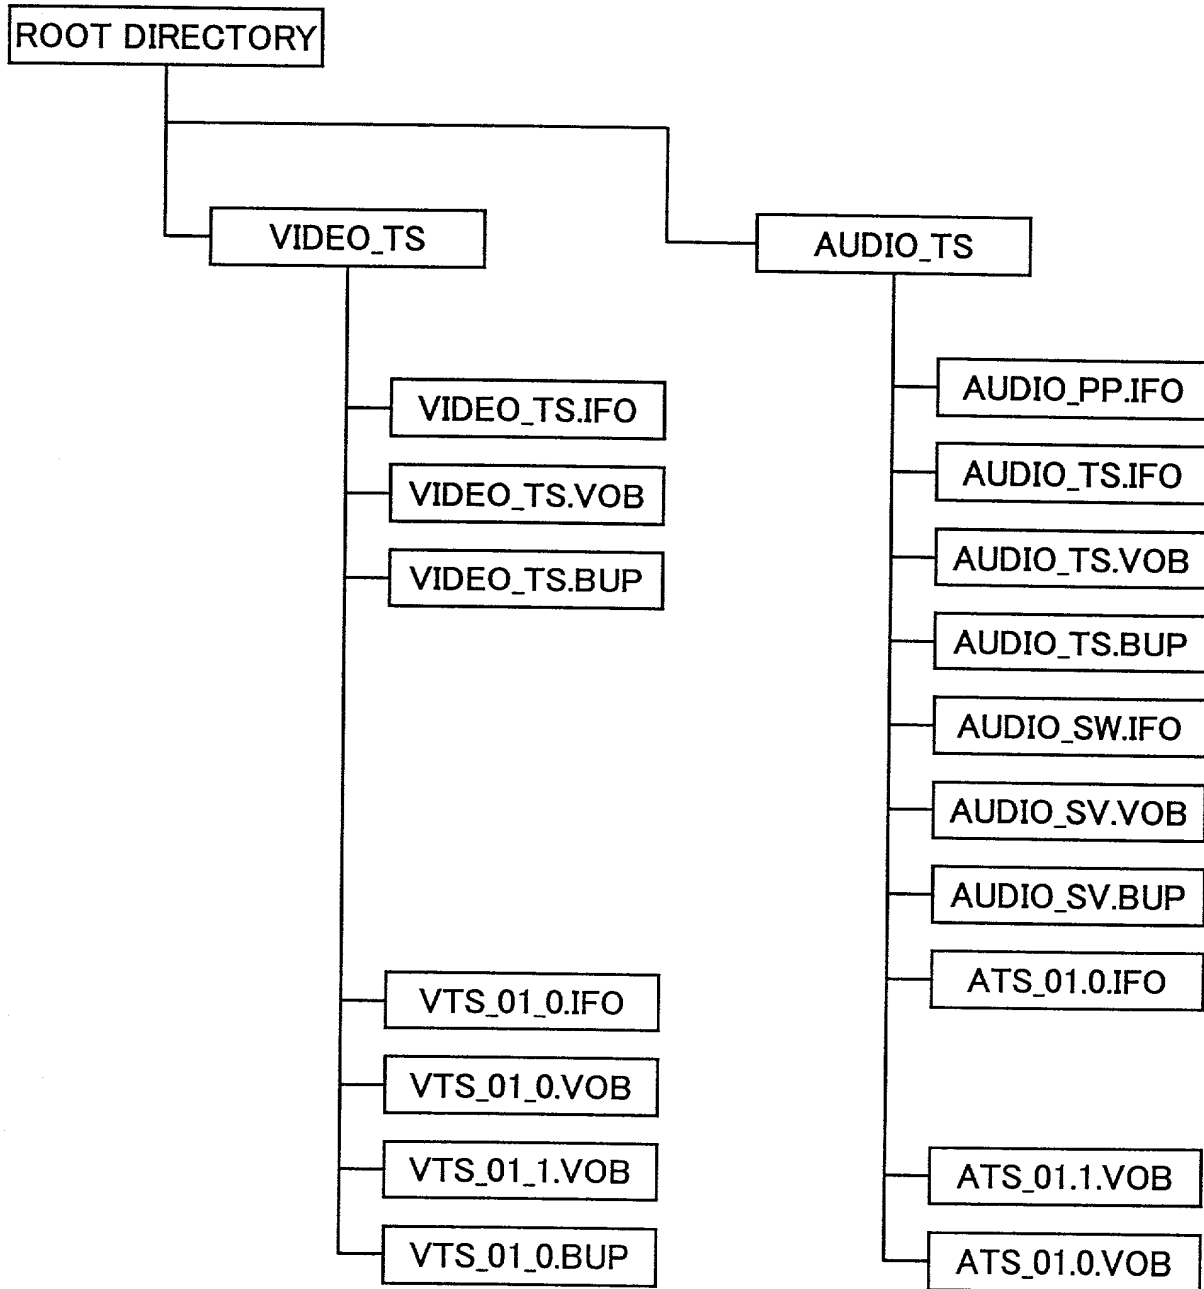 ROOT DIRECTORY
VIDEO_TS
VIDEO_TS.IFO
VIDEO_TS.VOB
VIDEO_TS.BUP
VTS_01_0.IFO
VTS_01_0.VOB
VTS_01_1.VOB
VTS_01_0.BUP
AUDIO_TS
AUDIO_PP.IFO
AUDIO_TS.IFO
AUDIO_TS.VOB
AUDIO_TS.BUP
AUDIO_SW.IFO
AUDIO_SV.VOB
AUDIO_SV.BUP
ATS_01.0.IFO
ATS_01.1.VOB
ATS_01.0.VOB